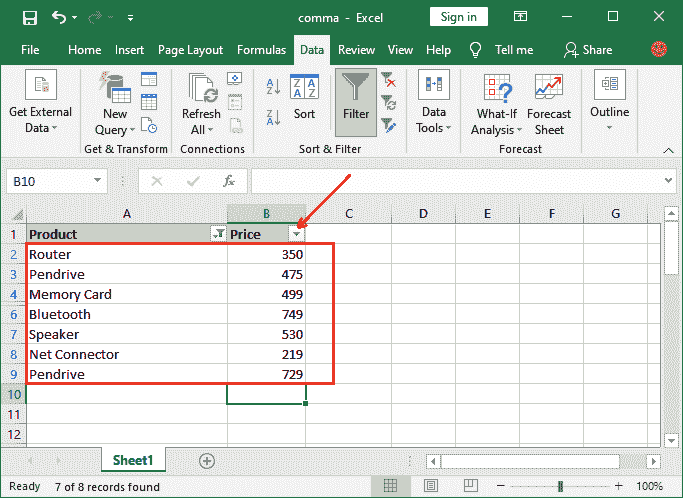 comma - Excel
Sign in
File Home Insert Page Layout Formulas Data Review View Help Tell me Share
Get External Data
New Query
Refresh All
Sort
Filter
Data Tools
What-If Analysis
Forecast Sheet
Outline
Get & Transform Connections Sort & Filter Forecast
B10 fx
A B C D E F G
1 Product Price
2 Router 350
3 Pendrive 475
4 Memory Card 499
6 Bluetooth 749
7 Speaker 530
8 Net Connector 219
9 Pendrive 729
10
11
12
Sheet1
Ready 7 of 8 records found 100%